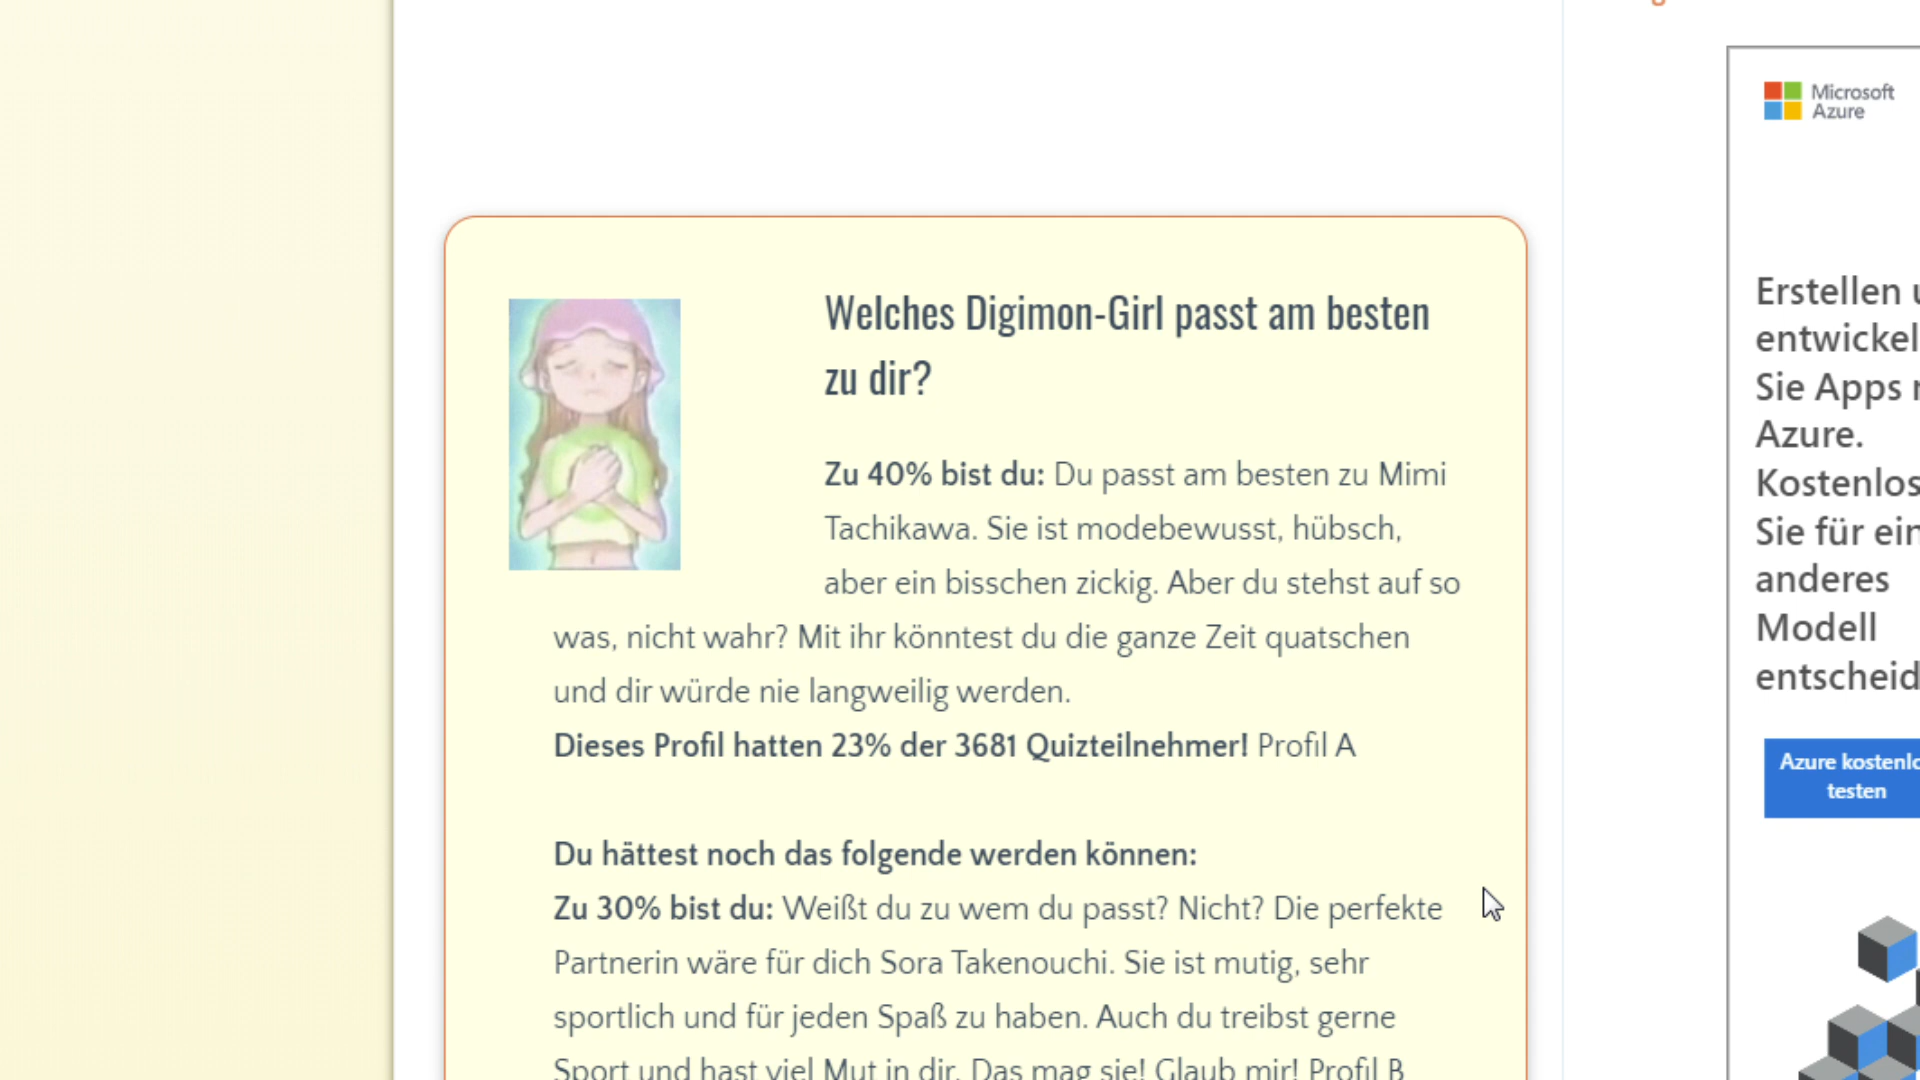 Welches Digimon-Girl passt am besten
zu dir?
Zu 40% bist du: Du passt am besten zu Mimi
Tachikawa. Sie ist modebewusst, hübsch,
aber ein bisschen zickig. Aber du stehst auf so
was, nicht wahr? Mit ihr könntest du die ganze Zeit quatschen
und dir würde nie langweilig werden.
Dieses Profil hatten 23% der 3681 Quizteilnehmer! Profil A
Du hättest noch das folgende werden können:
Zu 30% bist du: Weißt du zu wem du passt? Nicht? Die perfekte
Partnerin wäre für dich Sora Takenouchi. Sie ist mutig, sehr
sportlich und für jeden Spaß zu haben. Auch du treibst gerne
Sport und hast viel Mut in dir. Das mag sie! Glaub mir! Profil B
Microsoft
Azure
Erstellen
entwickel
Sie Apps
Azure.
Kostenlos
Sie für ein
anderes
Modell
entscheid
Azure kostenlo
testen